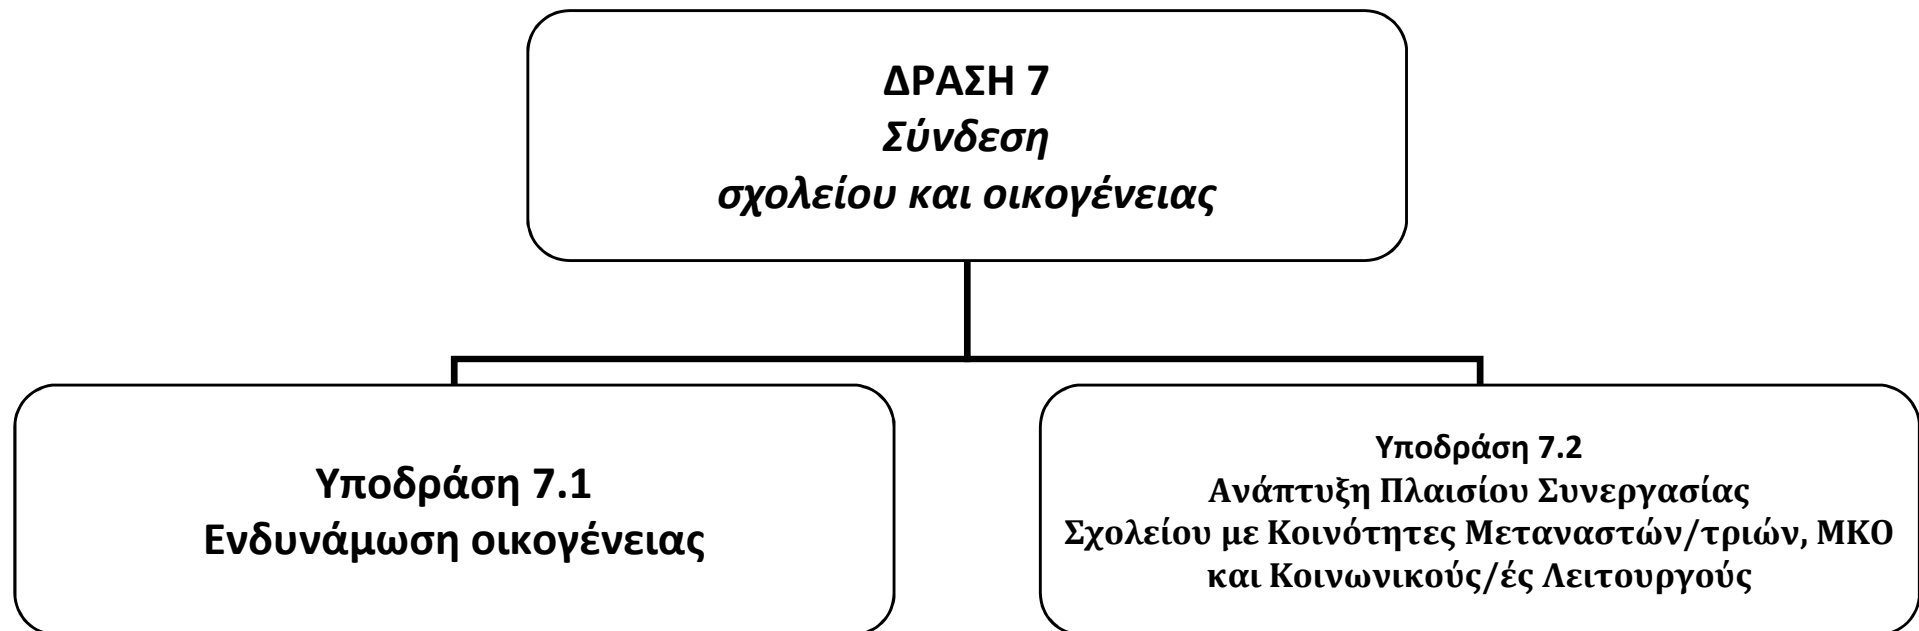 ΔΡΑΣΗ 7
Σύνδεση
σχολείου και οικογένειας
Υποδράση 7.1
Ενδυνάμωση οικογένειας
Υποδράση 7.2
Ανάπτυξη Πλαισίου Συνεργασίας
Σχολείου με Κοινότητες Μεταναστών/τριών, ΜΚΟ
και Κοινωνικούς/ές Λειτουργούς